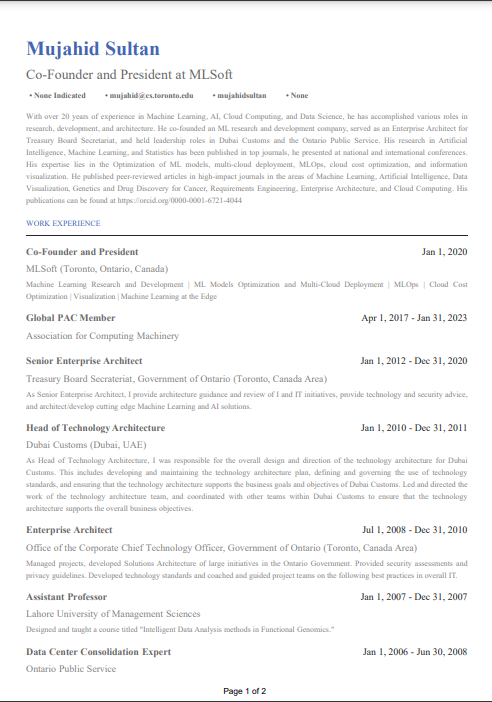 Mujahid Sultan
Co-Founder and President at MLSoft
• None Indicated • mujahid@cs.toronto.edu • mujahidsultan • None
With over 20 years of experience in Machine Learning, AI, Cloud Computing, and Data Science, he has accomplished various roles in
research, development, and architecture. He co-founded an ML research and development company, served as an Enterprise Architect for
Treasury Board Secretariat, and held leadership roles in Dubai Customs and the Ontario Public Service. His research in Artificial
Intelligence, Machine Learning, and Statistics has been published in top journals, he presented at national and international conferences.
His expertise lies in the Optimization of ML models, multi-cloud deployment, MLOps, cloud cost optimization, and information
visualization. He published peer-reviewed articles in high-impact journals in the areas of Machine Learning, Artificial Intelligence, Data
Visualization, Genetics and Drug Discovery for Cancer, Requirements Engineering, Enterprise Architecture, and Cloud Computing. His
publications can be found at https://orcid.org/0000-0001-6721-4044
WORK EXPERIENCE
Co-Founder and President Jan 1, 2020
MLSoft (Toronto, Ontario, Canada)
Machine Learning Research and Development | ML Models Optimization and Multi-Cloud Deployment | MLOps | Cloud Cost
Optimization | Visualization | Machine Learning at the Edge
Global PAC Member Apr 1, 2017 - Jan 31, 2023
Association for Computing Machinery
Senior Enterprise Architect Jan 1, 2012 - Dec 31, 2020
Treasury Board Secrateriat, Government of Ontario (Toronto, Canada Area)
As Senior Enterprise Architect, I provide architecture guidance and review of I and IT initiatives, provide technology and security advice,
and architect/develop cutting edge Machine Learning and AI solutions.
Head of Technology Architecture Jan 1, 2010 - Dec 31, 2011
Dubai Customs (Dubai, UAE)
As Head of Technology Architecture, I was responsible for the overall design and direction of the technology architecture for Dubai
Customs. This includes developing and maintaining the technology architecture plan, defining and governing the use of technology
standards, and ensuring that the technology architecture supports the business goals and objectives of Dubai Customs. Led and directed the
work of the technology architecture team, and coordinated with other teams within Dubai Customs to ensure that the technology
architecture supports the overall business objectives.
Enterprise Architect Jul 1, 2008 - Dec 31, 2010
Office of the Corporate Chief Technology Officer, Government of Ontario (Toronto, Canada Area)
Managed projects, developed Solutions Architecture of large initiatives in the Ontario Government. Provided security assessments and
privacy guidelines. Developed technology standards and coached and guided project teams on the following best practices in overall IT.
Assistant Professor Jan 1, 2007 - Dec 31, 2007
Lahore University of Management Sciences
Designed and taught a course titled "Intelligent Data Analysis methods in Functional Genomics."
Data Center Consolidation Expert Jan 1, 2006 - Jun 30, 2008
Ontario Public Service
Page 1 of 2